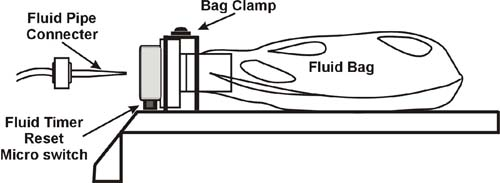 Bag Clamp
Fluid Pipe
Connecter
Fluid Bag
Fluid Timer
Reset
Micro switch